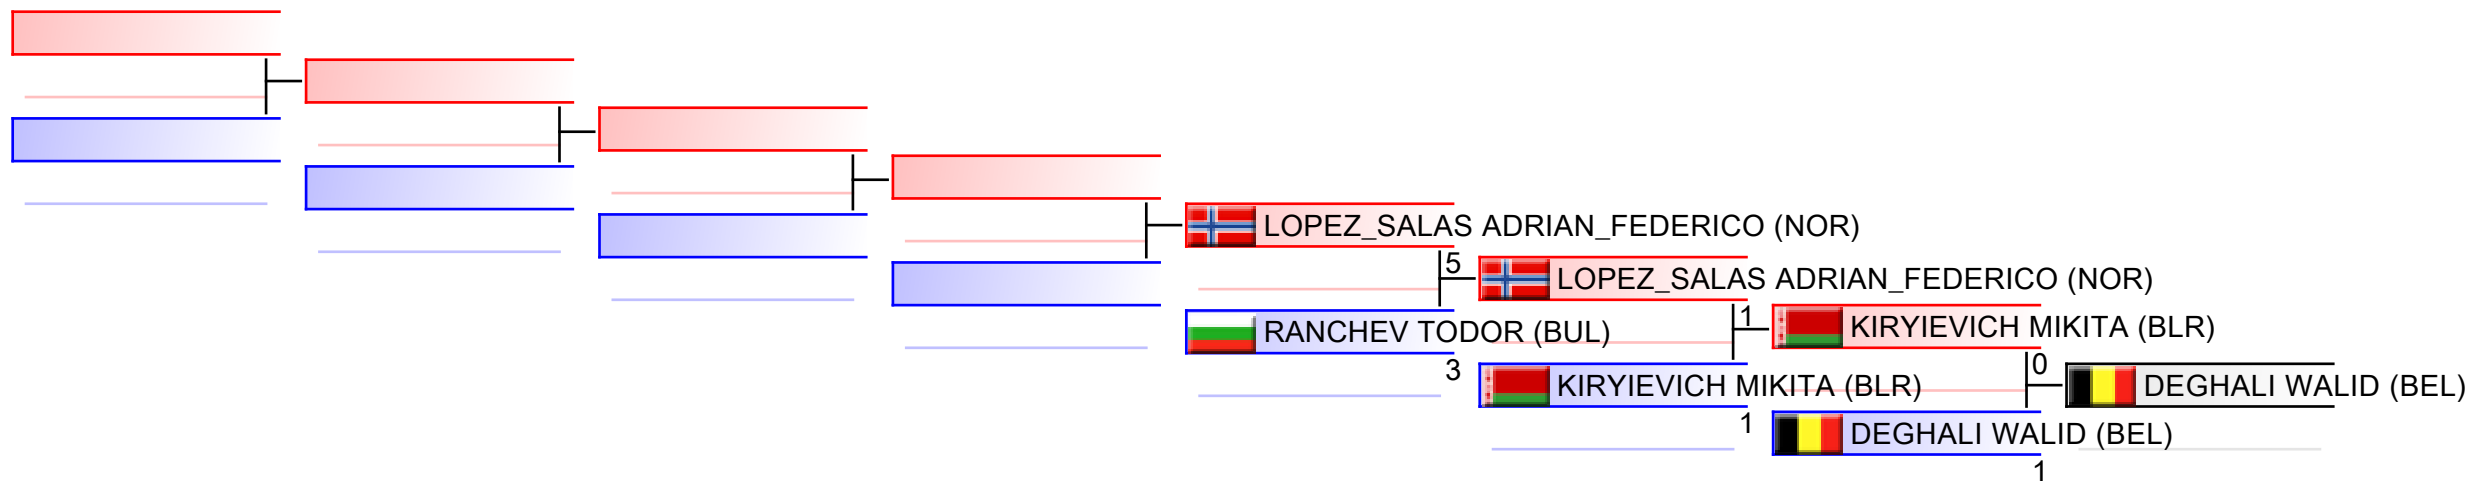 LOPEZ_SALAS ADRIAN_FEDERICO (NOR)
5
LOPEZ_SALAS ADRIAN_FEDERICO (NOR)
RANCHEV TODOR (BUL)
3
1
KIRYIEVICH MIKITA (BLR)
KIRYIEVICH MIKITA (BLR)
1
0
DEGHALI WALID (BEL)
DEGHALI WALID (BEL)
1